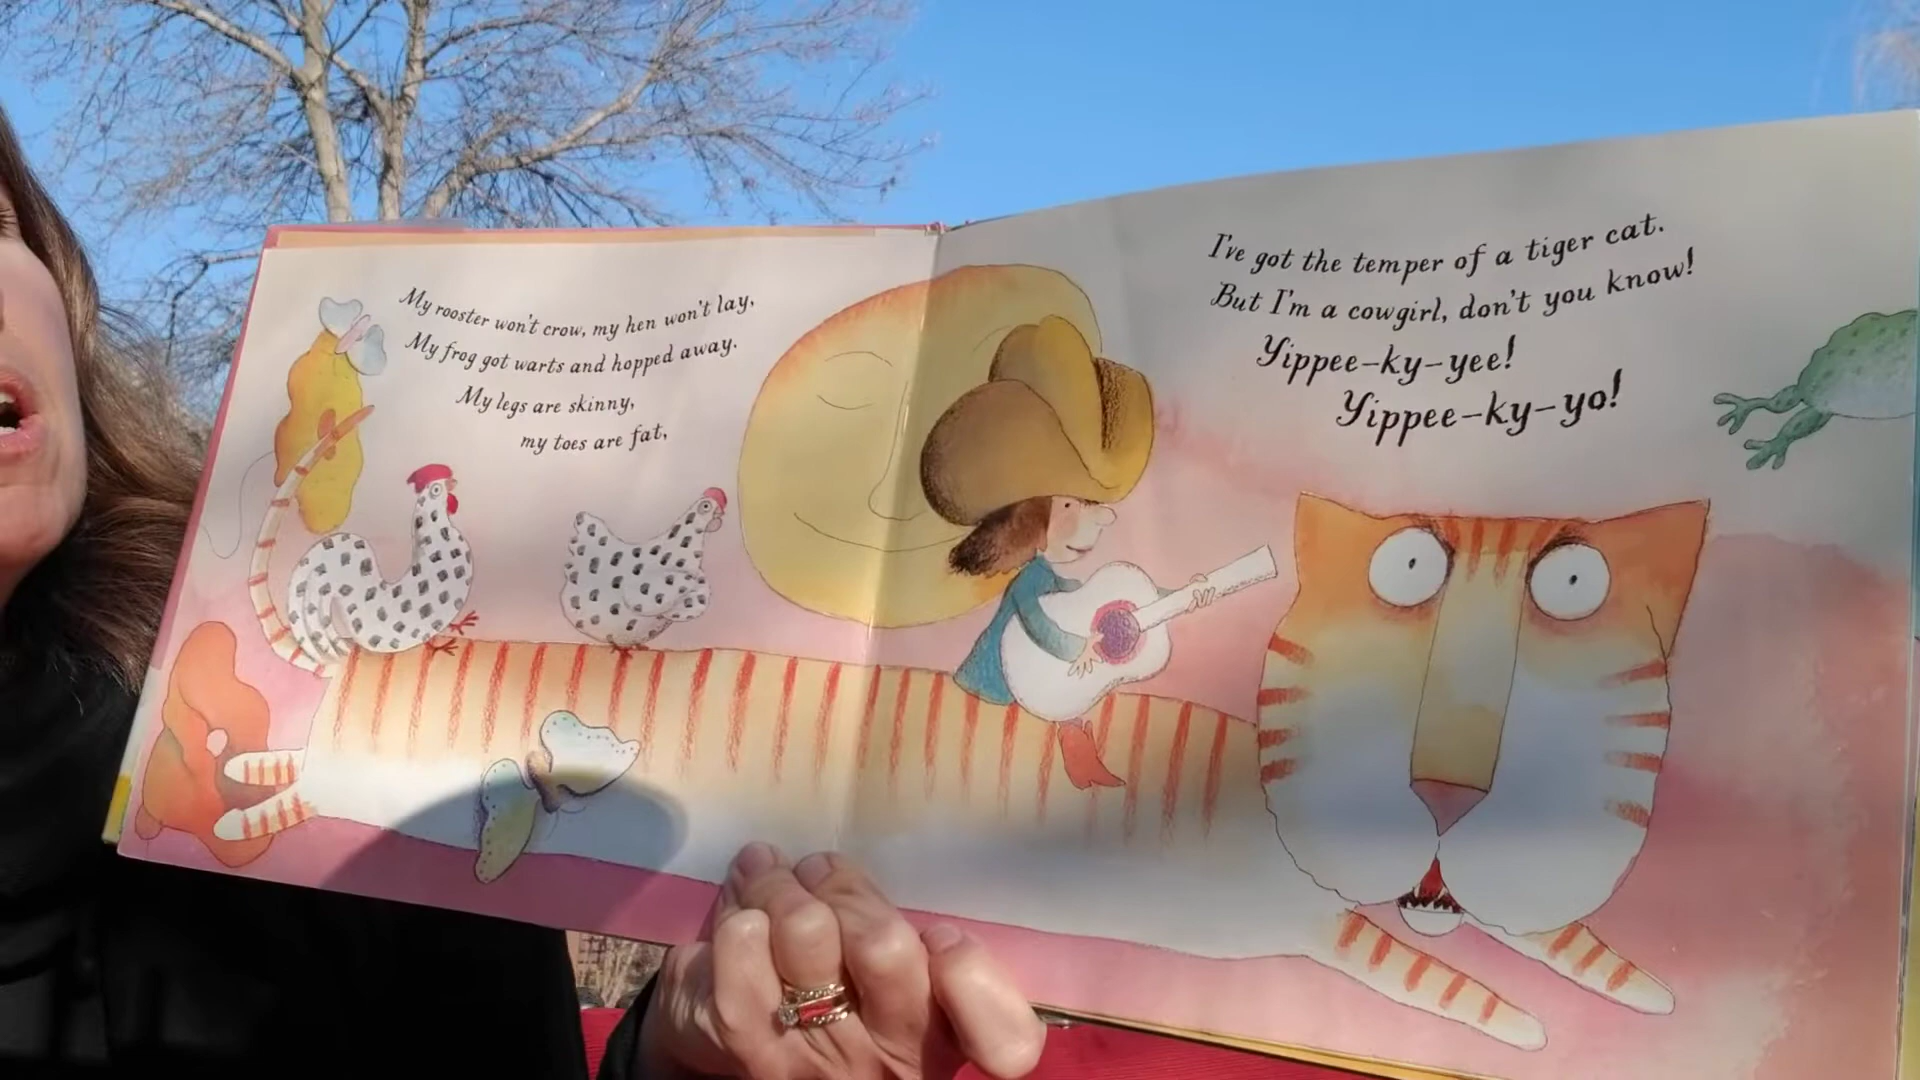 My rooster won't crow, my hen won't lay,
My frog got warts and hopped away.
My legs are skinny,
my toes are fat,
I've got the temper of a tiger cat.
But I'm a cowgirl, don't you know!
Yippee-ky-yee!
Yippee-ky-yo!